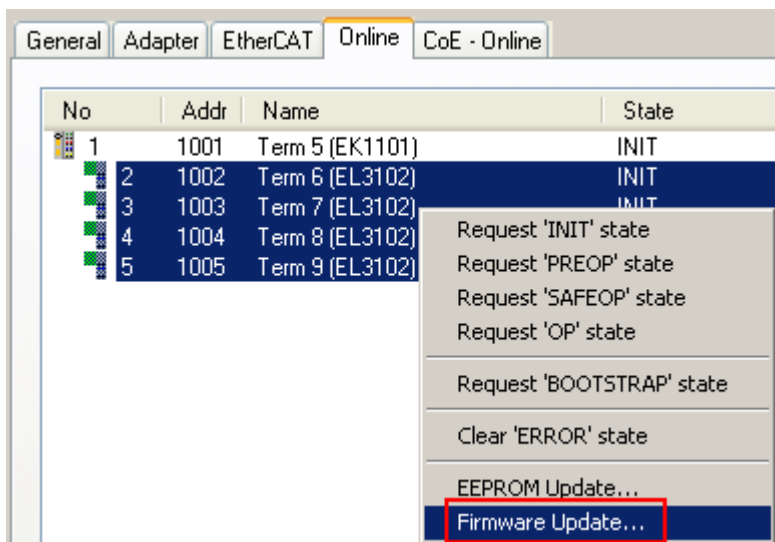 General Adapter EtherCAT Online CoE - Online
No Addr Name State
1 1001 Term 5 (EK1101) INIT
2 1002 Term 6 (EL3102) INIT
3 1003 Term 7 (EL3102) INIT
4 1004 Term 8 (EL3102)
5 1005 Term 9 (EL3102)
Request 'INIT' state
Request 'PREOP' state
Request 'SAFEOP' state
Request 'OP' state
Request 'BOOTSTRAP' state
Clear 'ERROR' state
EEPROM Update...
Firmware Update...